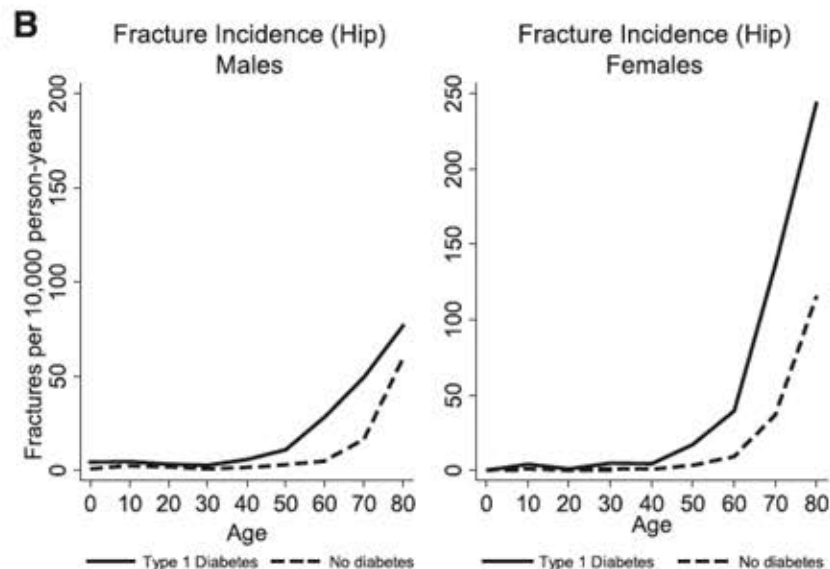 B
Fracture Incidence (Hip)
Males
Fractures per 10,000 person-years
200
150
100
50
0
0 10 20 30 40 50 60 70 80
Age
Type 1 Diabetes No diabetes
Fracture Incidence (Hip)
Females
250
200
150
100
50
0
0 10 20 30 40 50 60 70 80
Age
Type 1 Diabetes No diabetes